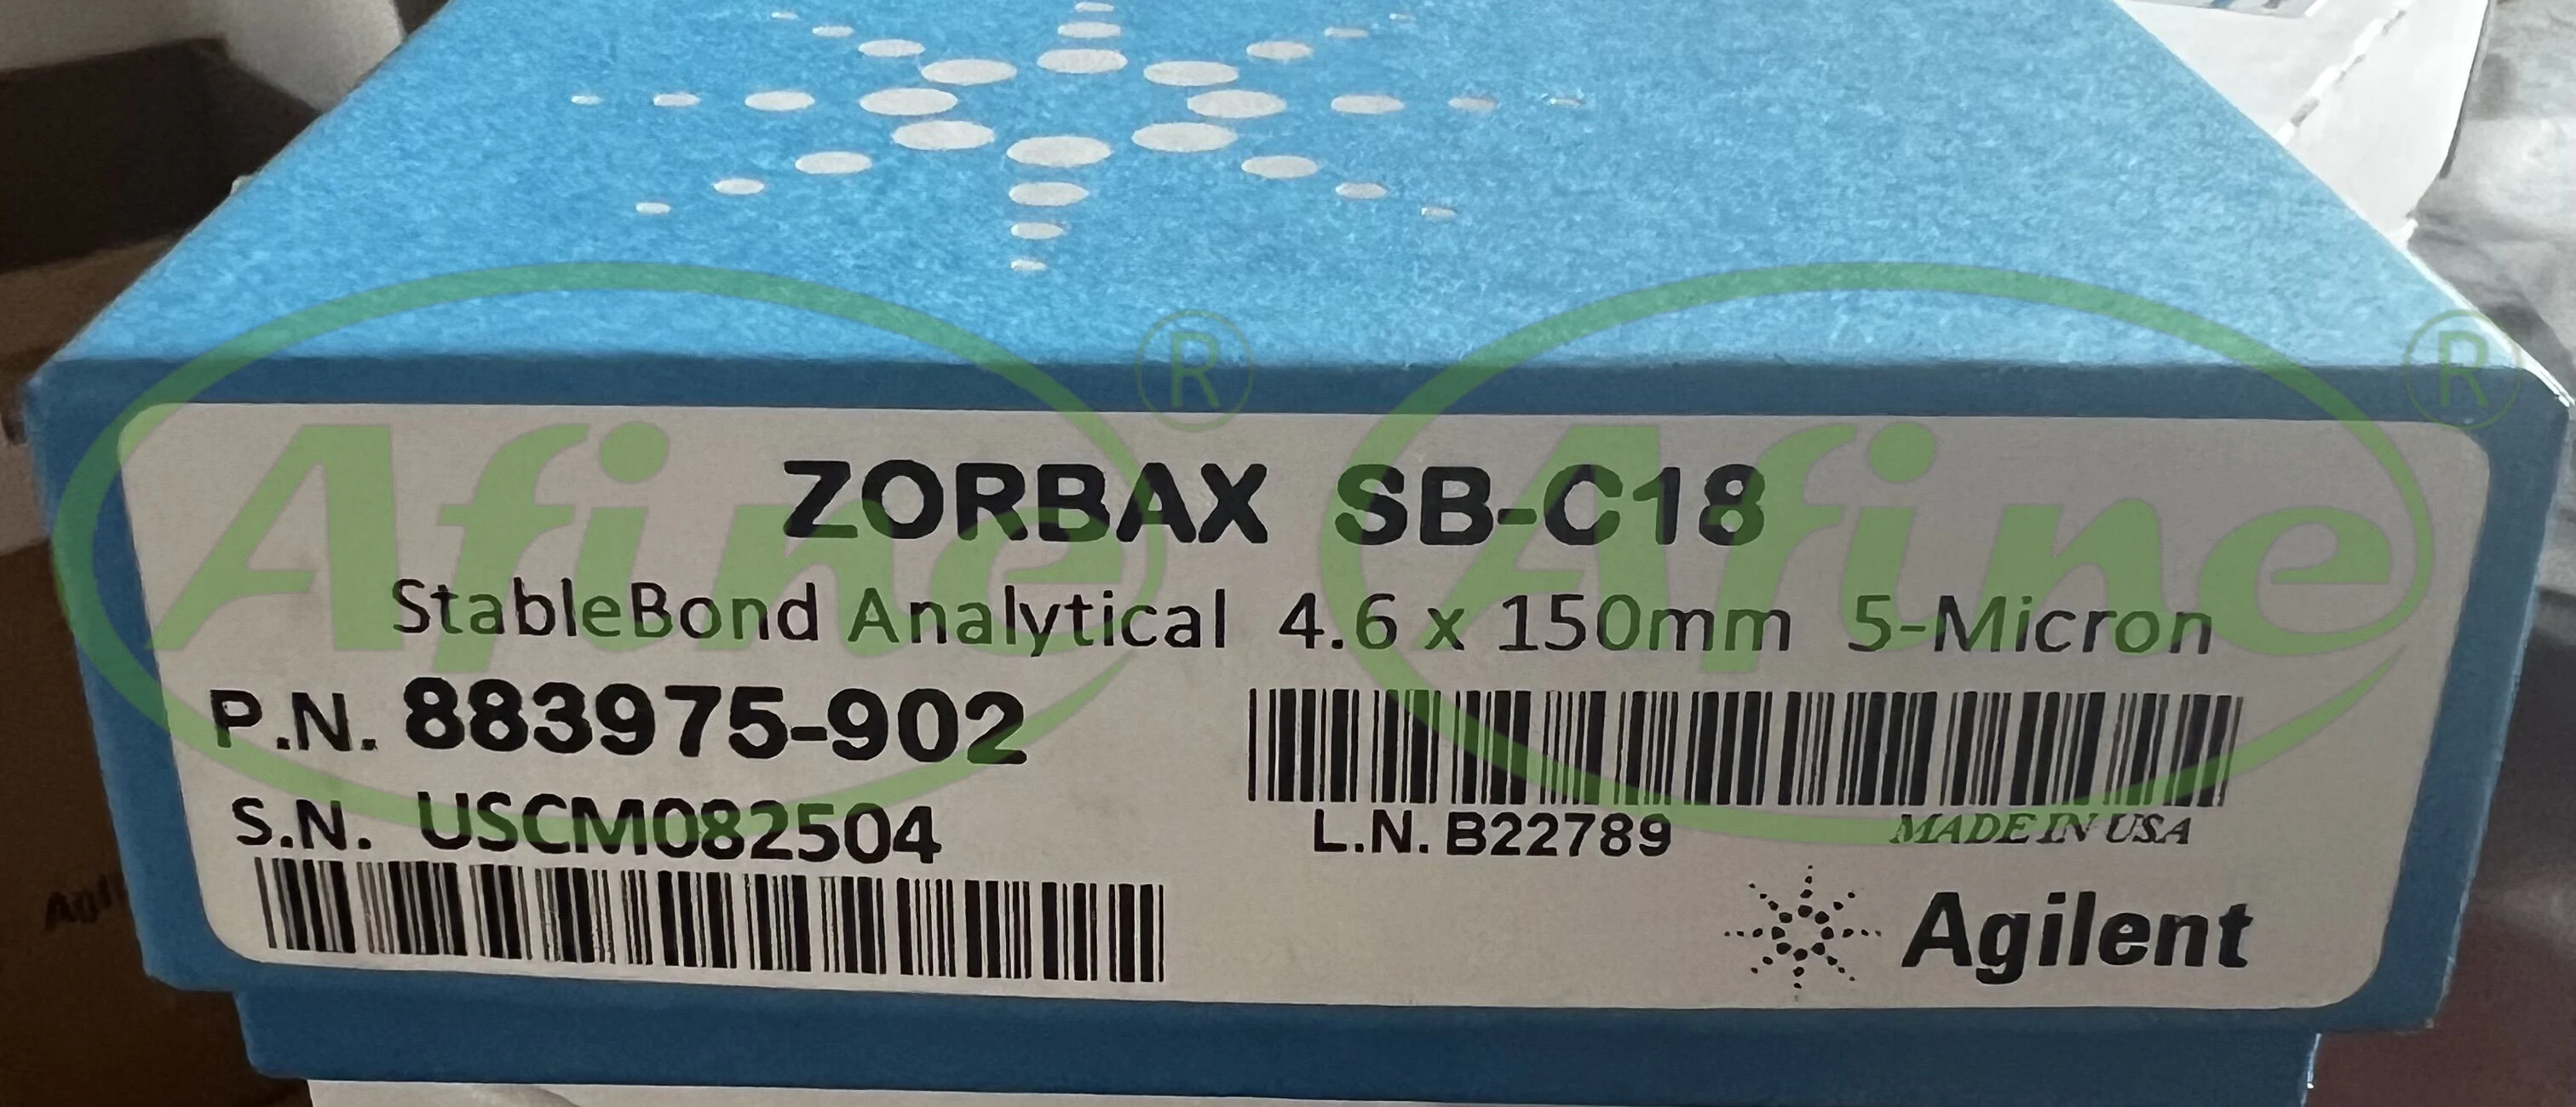 ZORBAX SB-C18
StableBond Analytical 4.6 x 150mm 5-Micron
P.N. 883975-902
S.N. USCM082504
L.N. B22789
MADE IN USA
Agilent
Afine ®
Afine ®